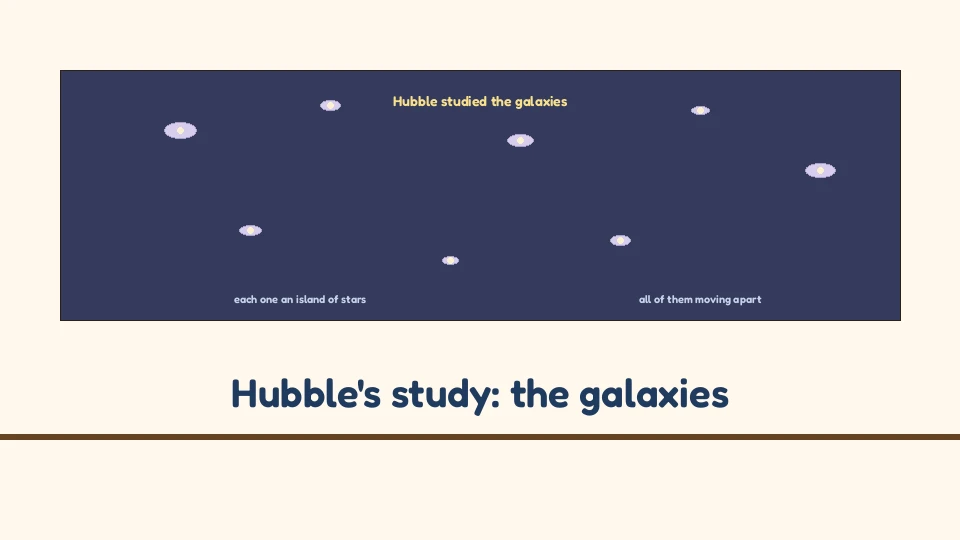 Hubble studied the galaxies
each one an island of stars
all of them moving apart
Hubble's study: the galaxies